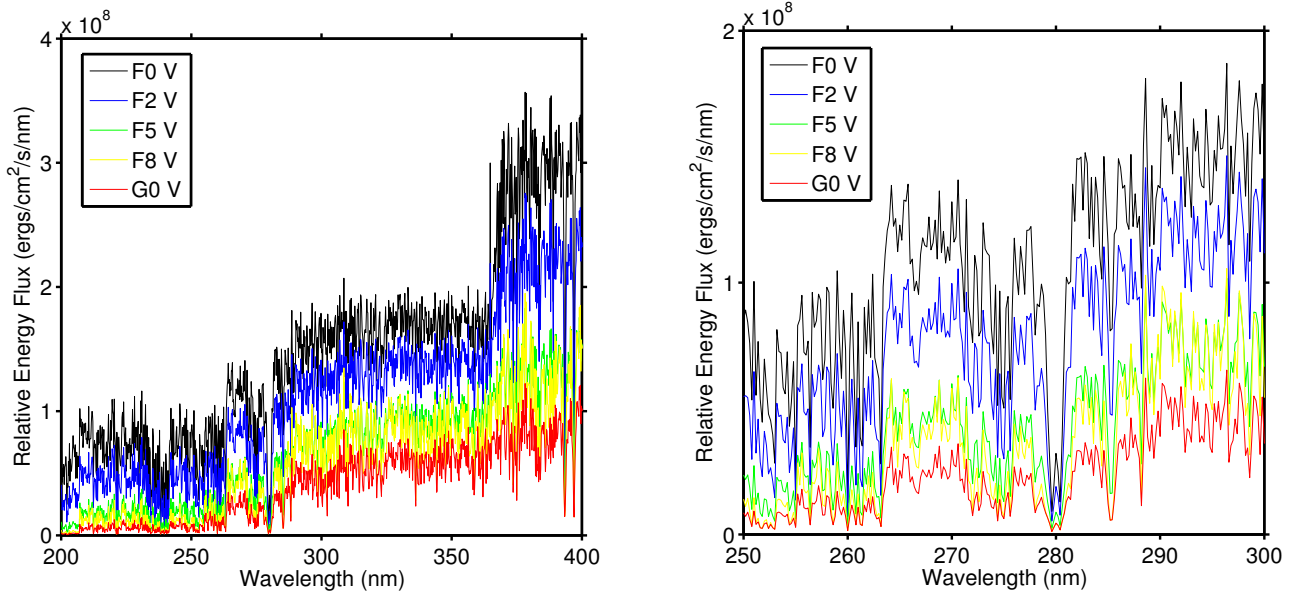 x 10^8
4
3
2
1
0
Relative Energy Flux (ergs/cm^2/s/nm)
F0 V
F2 V
F5 V
F8 V
G0 V
200 250 300 350 400
Wavelength (nm)
x 10^8
2
1
0
Relative Energy Flux (ergs/cm^2/s/nm)
F0 V
F2 V
F5 V
F8 V
G0 V
250 260 270 280 290 300
Wavelength (nm)